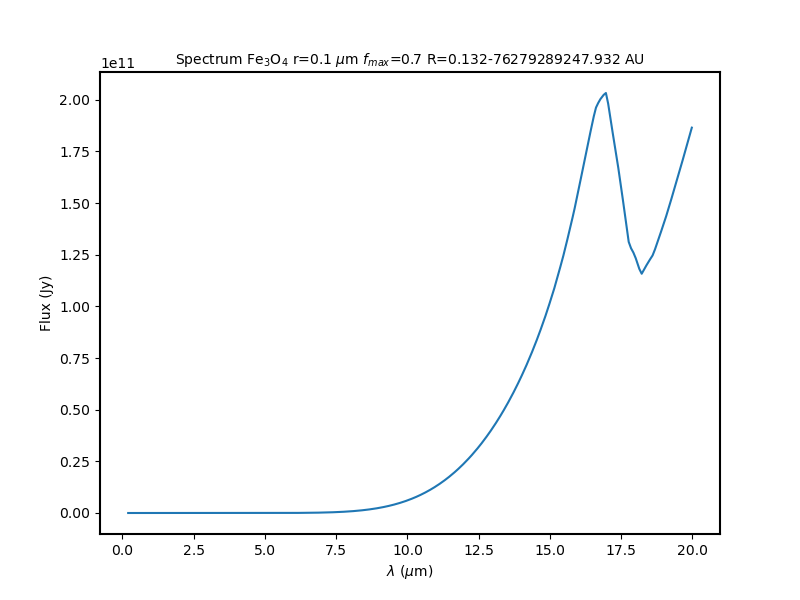 Spectrum Fe₃O₄ r=0.1 μm f_max=0.7 R=0.132-76279289247.932 AU
1e11
2.00
1.75
1.50
1.25
1.00
0.75
0.50
0.25
0.00
Flux (Jy)
0.0 2.5 5.0 7.5 10.0 12.5 15.0 17.5 20.0
λ (μm)